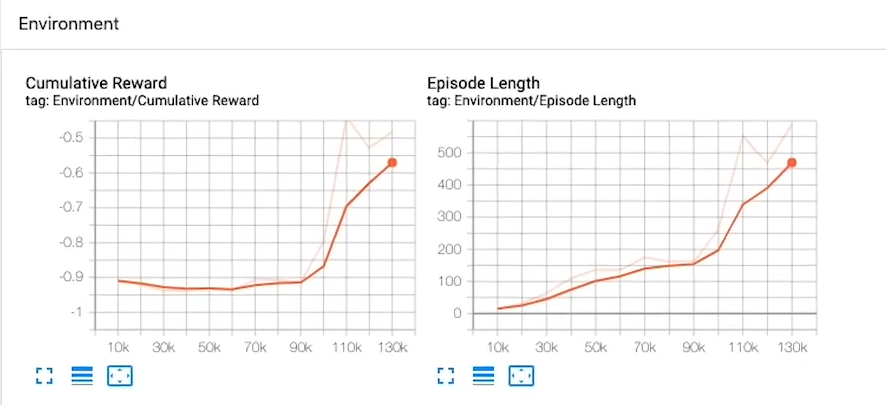 Environment
Cumulative Reward
tag: Environment/Cumulative Reward
-0.5
-0.6
-0.7
-0.8
-0.9
-1
10k 30k 50k 70k 90k 110k 130k
Episode Length
tag: Environment/Episode Length
500
400
300
200
100
0
10k 30k 50k 70k 90k 110k 130k